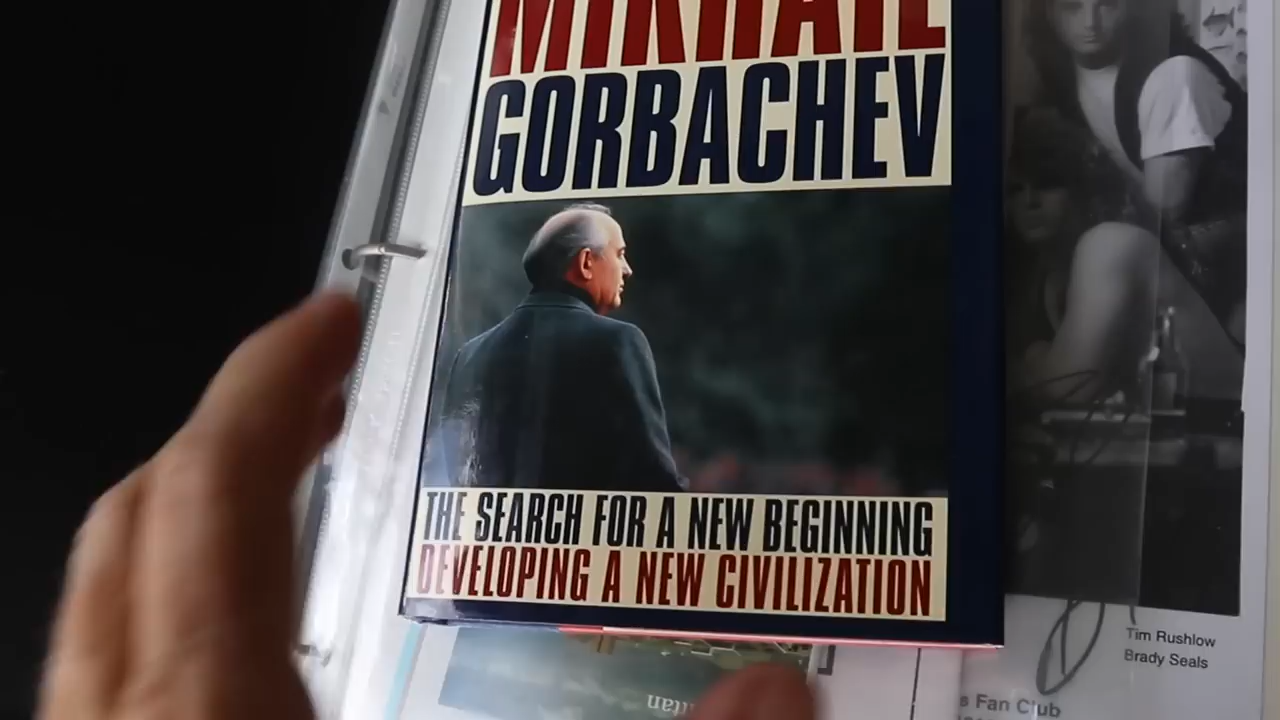 MIKHAIL
GORBACHEV
THE SEARCH FOR A NEW BEGINNING
DEVELOPING A NEW CIVILIZATION
Tim Rushlow
Brady Seals
s Fan Club